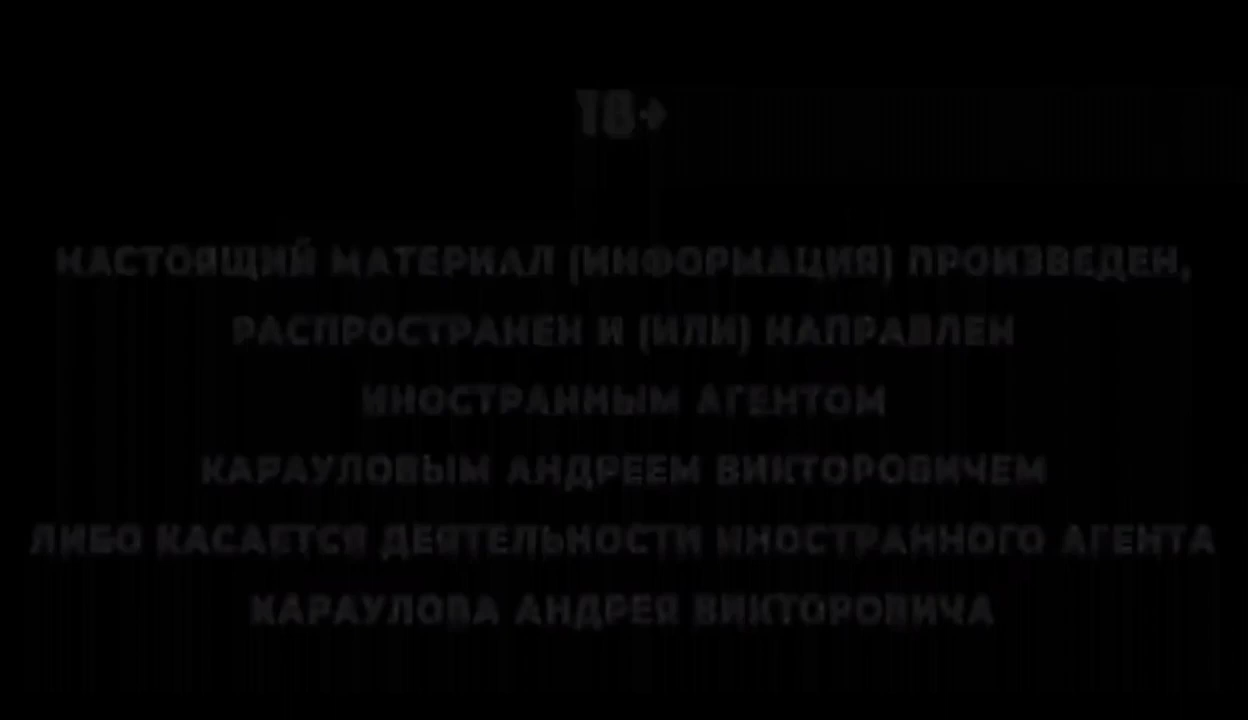 18+
НАСТОЯЩИЙ МАТЕРИАЛ (ИНФОРМАЦИЯ) ПРОИЗВЕДЕН,
РАСПРОСТРАНЕН И (ИЛИ) НАПРАВЛЕН
ИНОСТРАННЫМ АГЕНТОМ
КАРАУЛОВЫМ АНДРЕЕМ ВИКТОРОВИЧЕМ
ЛИБО КАСАЕТСЯ ДЕЯТЕЛЬНОСТИ ИНОСТРАННОГО АГЕНТА
КАРАУЛОВА АНДРЕЯ ВИКТОРОВИЧА